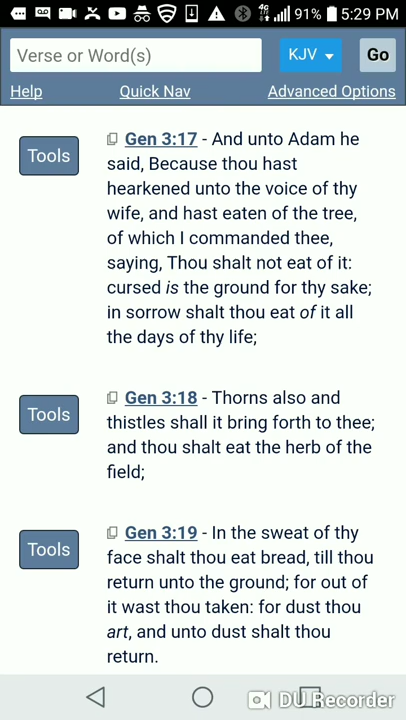 4G 91% 5:29 PM
Verse or Word(s) KJV Go
Help Quick Nav Advanced Options
Tools
Gen 3:17 - And unto Adam he
said, Because thou hast
hearkened unto the voice of thy
wife, and hast eaten of the tree,
of which I commanded thee,
saying, Thou shalt not eat of it:
cursed is the ground for thy sake;
in sorrow shalt thou eat of it all
the days of thy life;
Tools
Gen 3:18 - Thorns also and
thistles shall it bring forth to thee;
and thou shalt eat the herb of the
field;
Tools
Gen 3:19 - In the sweat of thy
face shalt thou eat bread, till thou
return unto the ground; for out of
it wast thou taken: for dust thou
art, and unto dust shalt thou
return.
DU Recorder